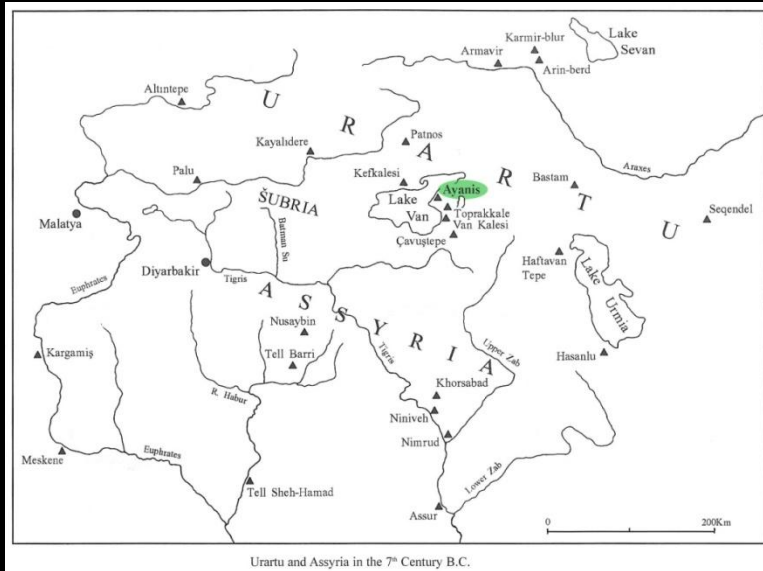 Karmir-blur
Lake
Sevan
Armavir
Arin-berd
Altıntepe
U R A R T U
Patnos
Kayalıdere
Araxes
Palu
Kefkalesi
Ayanis
Bastam
ŠUBRIA
Lake
Van
Toprakkale
Van Kalesi
Seqendel
Malatya
Batman Su
Çavuştepe
Diyarbakir
Haftavan
Tepe
Lake Urmia
Euphrates
Tigris
A S S Y R I A
Nusaybin
Tigris
Upper Zab
Kargamiş
Tell Barri
Hasanlu
Khorsabad
R. Habur
Niniveh
Nimrud
Meskene
Euphrates
Lower Zab
Tell Sheh-Hamad
Assur
0 200Km
Urartu and Assyria in the 7th Century B.C.